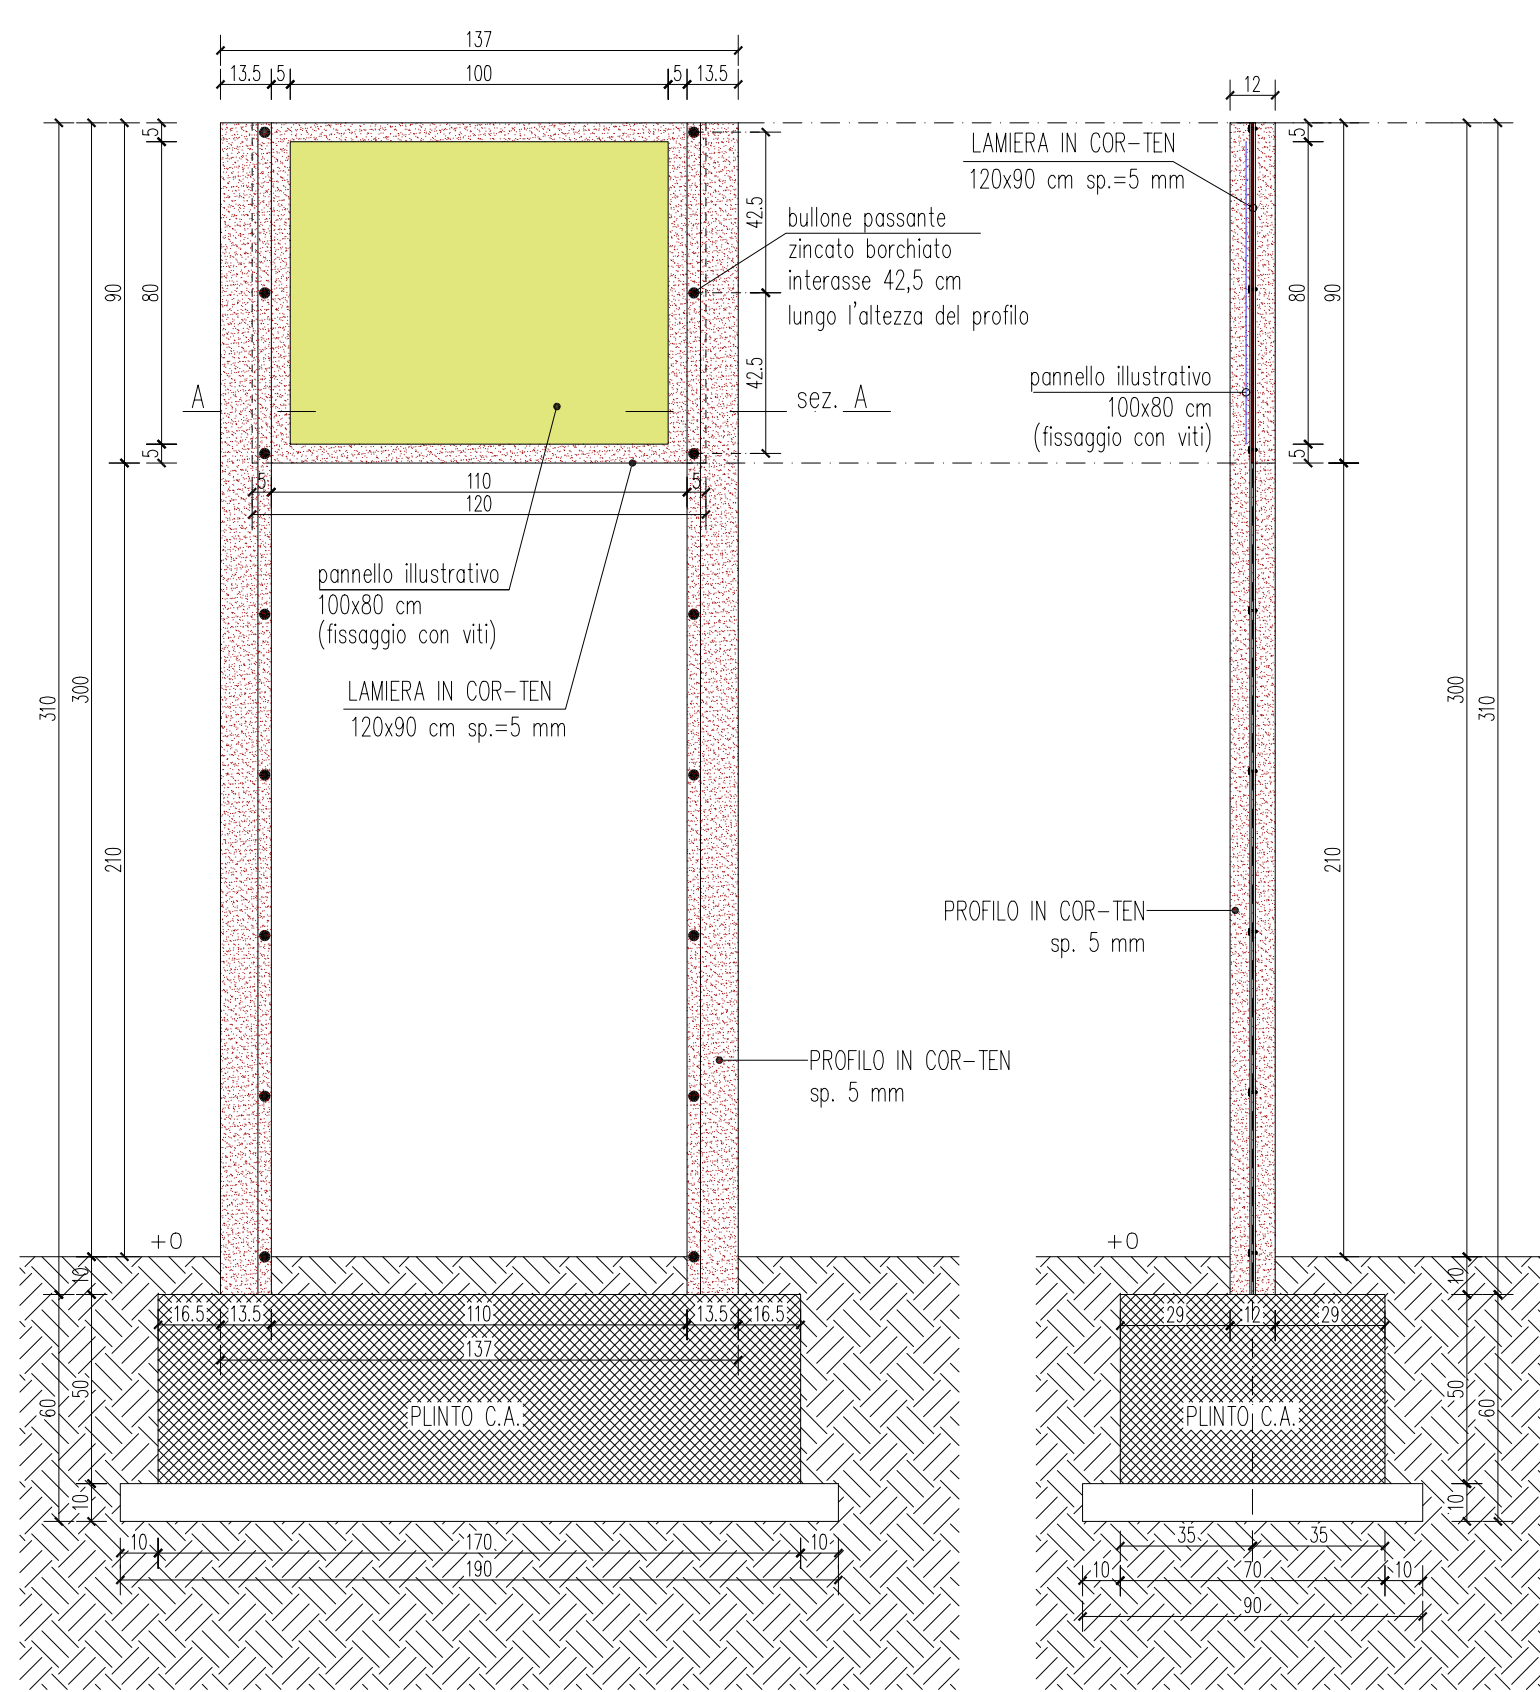 137
13.5 5 100 5 13.5
12
5
80
5
90
210
300
310
42.5
42.5
LAMIERA IN COR-TEN
120x90 cm sp.=5 mm
bullone passante
zincato borchiato
interasse 42,5 cm
lungo l'altezza del profilo
5
80
5
90
210
300
310
pannello illustrativo
100x80 cm
(fissaggio con viti)
A
sez. A
5 110 5
120
pannello illustrativo
100x80 cm
(fissaggio con viti)
LAMIERA IN COR-TEN
120x90 cm sp.=5 mm
PROFILO IN COR-TEN
sp. 5 mm
PROFILO IN COR-TEN
sp. 5 mm
+0
+0
10
50
10
60
16.5 13.5 110 13.5 16.5
137
PLINTO C.A.
10 170 10
190
29 12 29
PLINTO C.A.
10
50
10
60
35 35
10 70 10
90